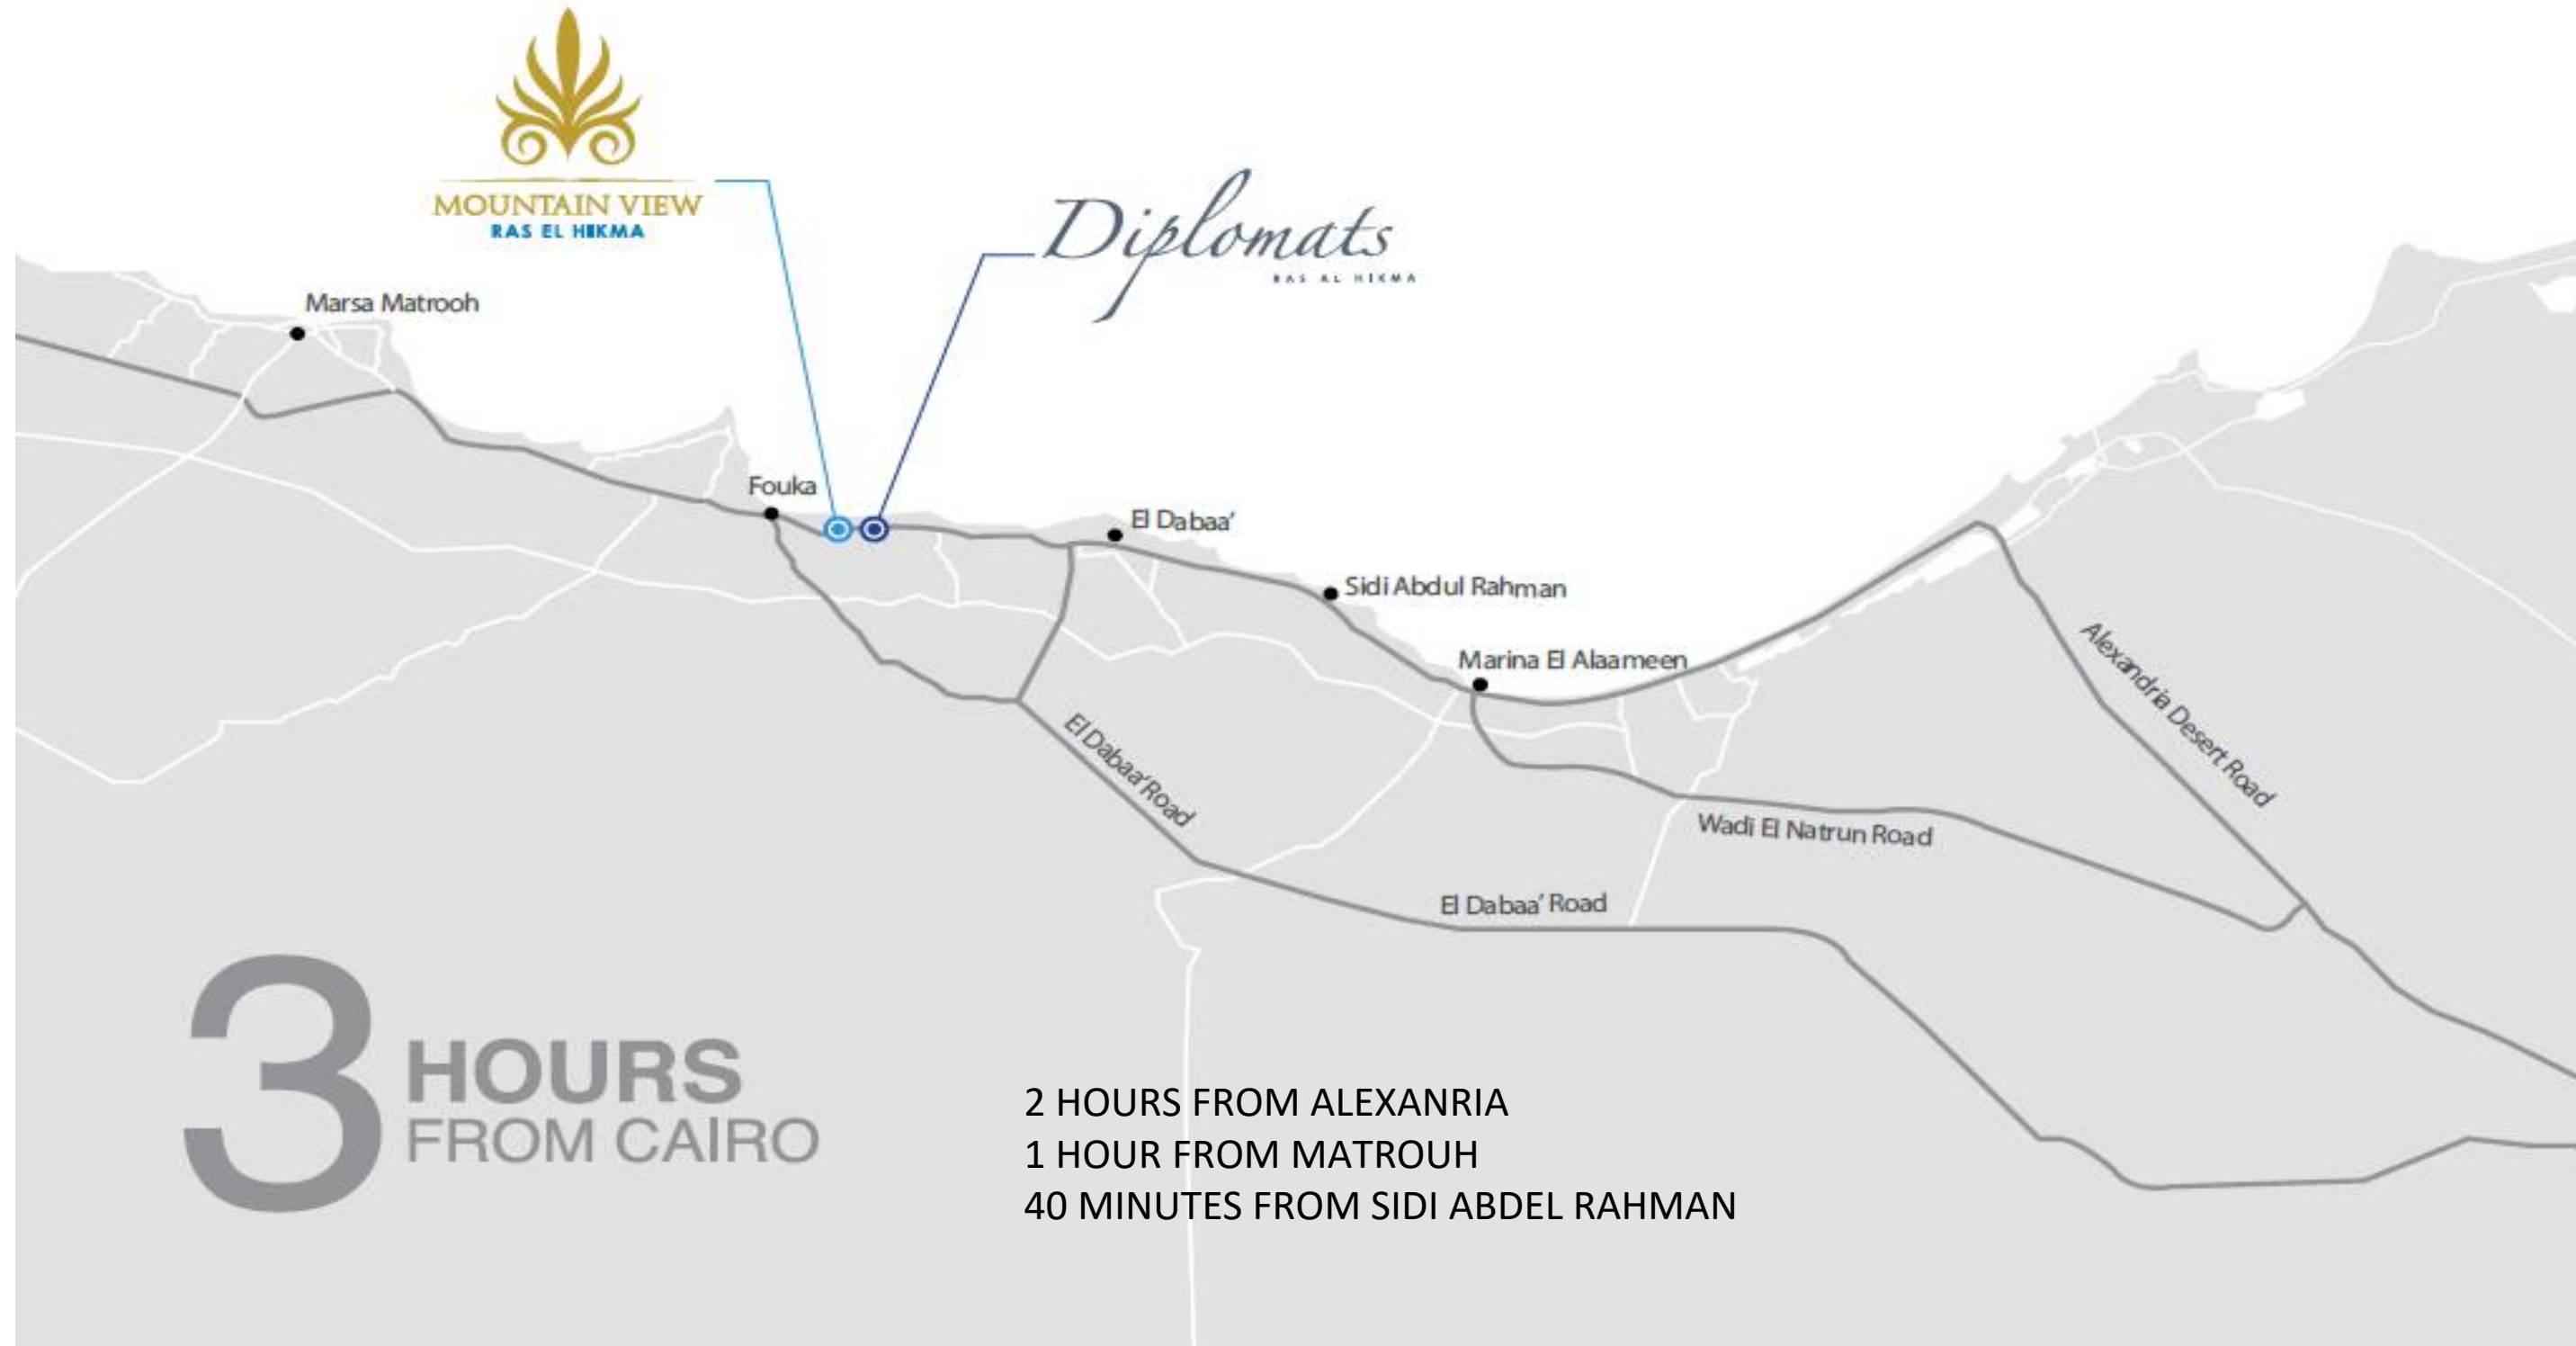 MOUNTAIN VIEW
RAS EL HIKMA
Diplomats
RAS AL HIKMA
Marsa Matrooh
Fouka
El Dabaa'
Sidi Abdul Rahman
Marina El Alaameen
Alexandria Desert Road
El Dabaa' Road
Wadi El Natrun Road
El Dabaa' Road
3 HOURS
FROM CAIRO
2 HOURS FROM ALEXANRIA
1 HOUR FROM MATROUH
40 MINUTES FROM SIDI ABDEL RAHMAN